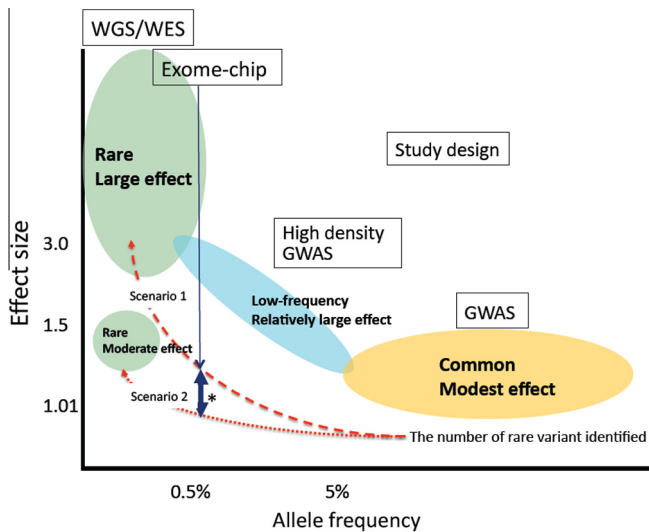 WGS/WES
Exome-chip
Study design
Rare
Large effect
High density
GWAS
Effect size
3.0
1.5
1.01
Scenario 1
Low-frequency
Relatively large effect
GWAS
Rare
Moderate effect
Common
Modest effect
Scenario 2
*
The number of rare variant identified
0.5%
5%
Allele frequency